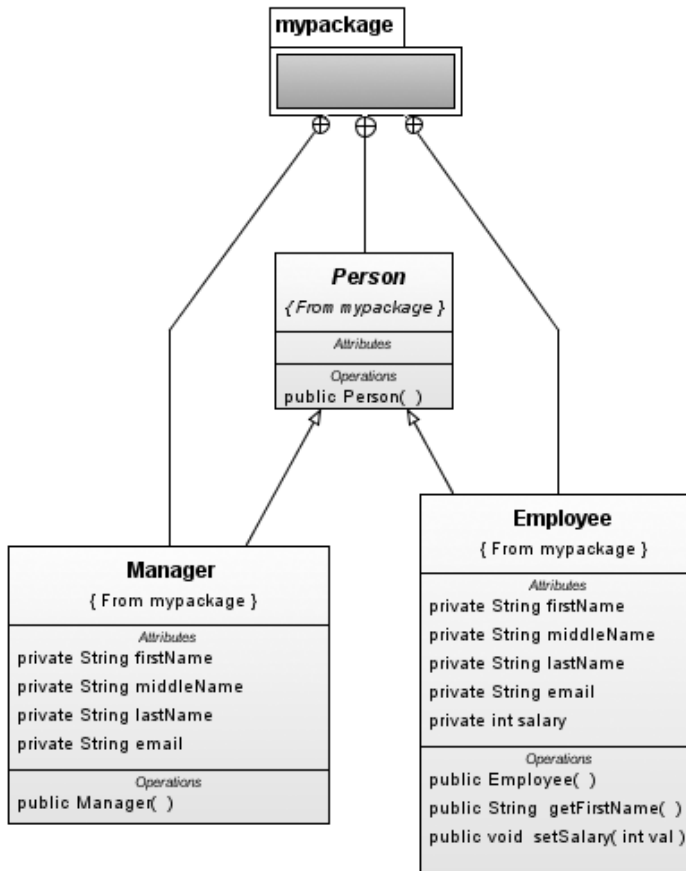 mypackage
Person
{From mypackage }
Attributes
Operations
public Person( )
Manager
{ From mypackage }
Attributes
private String firstName
private String middleName
private String lastName
private String email
Operations
public Manager( )
Employee
{ From mypackage }
Attributes
private String firstName
private String middleName
private String lastName
private String email
private int salary
Operations
public Employee( )
public String getFirstName( )
public void setSalary( int val )